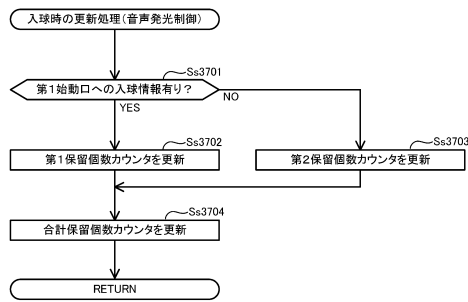 入球時の更新処理(音声発光制御)
Ss3701
第1始動口への入球情報有り?
NO
YES
Ss3702
第1保留個数カウンタを更新
Ss3703
第2保留個数カウンタを更新
Ss3704
合計保留個数カウンタを更新
RETURN